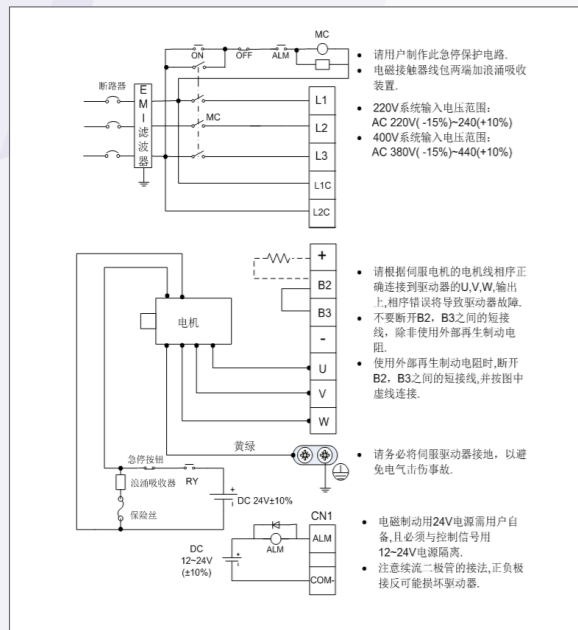 MC
ON
OFF
ALM
断路器
EMI滤波器
MC
L1
L2
L3
L1C
L2C
• 请用户制作此急停保护电路.
• 电磁接触器线包两端加浪涌吸收
装置.
• 220V系统输入电压范围:
AC 220V( -15%)~240(+10%)
• 400V系统输入电压范围:
AC 380V( -15%)~440(+10%)
+
B2
B3
-
U
V
W
电机
• 请根据伺服电机的电机线相序正
确连接到驱动器的U,V,W,输出
上,相序错误将导致驱动器故障.
• 不要断开B2，B3之间的短接
线，除非使用外部再生制动电
阻.
• 使用外部再生制动电阻时,断开
B2，B3之间的短接线,并按图中
虚线连接.
黄绿
• 请务必将伺服驱动器接地，以避
免电气击伤事故.
急停按钮
RY
浪涌吸收器
保险丝
+
DC 24V±10%
CN1
ALM
COM-
ALM
DC
12~24V
(±10%)
+
• 电磁制动用24V电源需用户自
备,且必须与控制信号用
12~24V电源隔离.
• 注意续流二极管的接法,正负极
接反可能损坏驱动器.